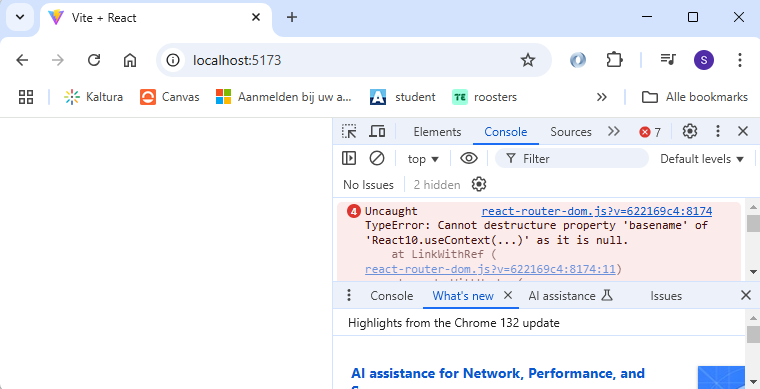 Vite + React
localhost:5173
S
Kaltura
Canvas
Aanmelden bij uw a...
student
TE
roosters
Alle bookmarks
Elements
Console
Sources
7
top
Filter
Default levels
No Issues
2 hidden
4
Uncaught react-router-dom.js?v=622169c4:8174
TypeError: Cannot destructure property 'basename' of
'React10.useContext(...)' as it is null.
at LinkWithRef (
react-router-dom.js?v=622169c4:8174:11)
Console
What's new
AI assistance
Issues
Highlights from the Chrome 132 update
AI assistance for Network, Performance, and